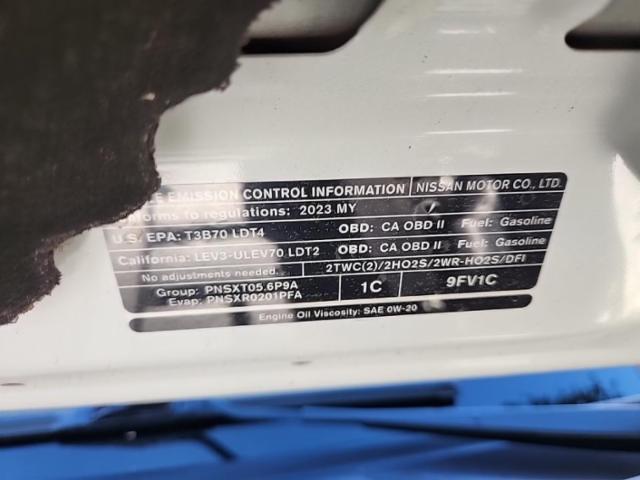 LE EMISSION CONTROL INFORMATION NISSAN MOTOR CO., LTD.
forms to regulations: 2023 MY
U.S. EPA: T3B70 LDT4 OBD: CA OBD II Fuel: Gasoline
California: LEV3-ULEV70 LDT2 OBD: CA OBD II Fuel: Gasoline
No adjustments needed. 2TWC(2)/2HO2S/2WR-HO2S/DFI
Group: PNSXT05.6P9A 1C 9FV1C
Evap: PNSXR0201PFA
Engine Oil Viscosity: SAE 0W-20